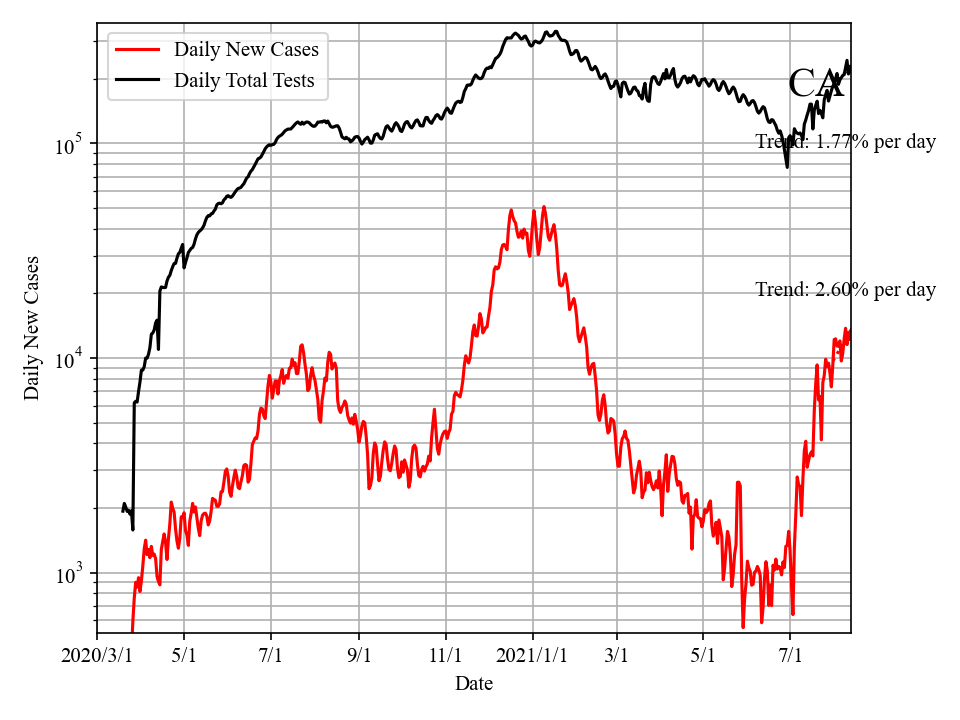 Daily New Cases
Daily Total Tests
CA
Trend: 1.77% per day
Trend: 2.60% per day
10^5
10^4
10^3
Daily New Cases
2020/3/1 5/1 7/1 9/1 11/1 2021/1/1 3/1 5/1 7/1
Date